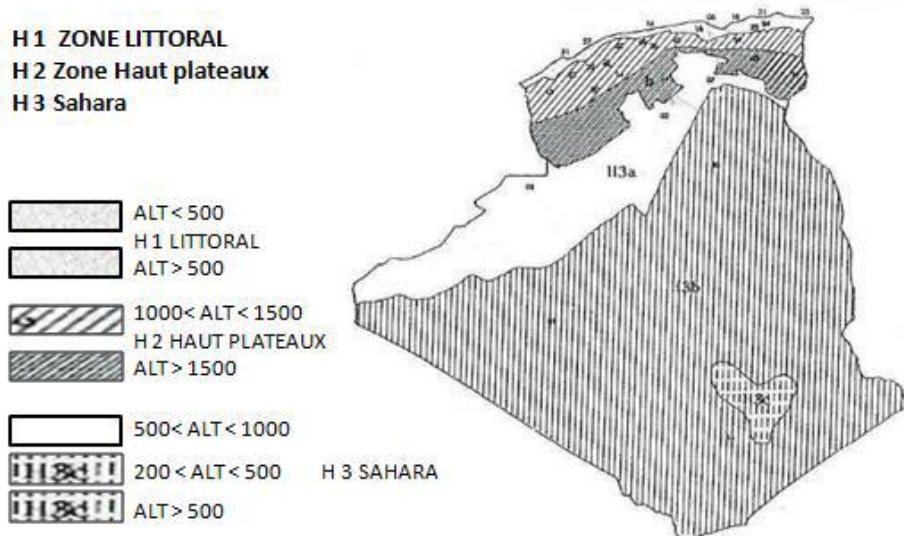 H 1 ZONE LITTORAL
H 2 Zone Haut plateaux
H 3 Sahara
ALT < 500
H 1 LITTORAL
ALT > 500
1000 < ALT < 1500
H 2 HAUT PLATEAUX
ALT > 1500
500 < ALT < 1000
200 < ALT < 500 H 3 SAHARA
ALT > 500
H3a